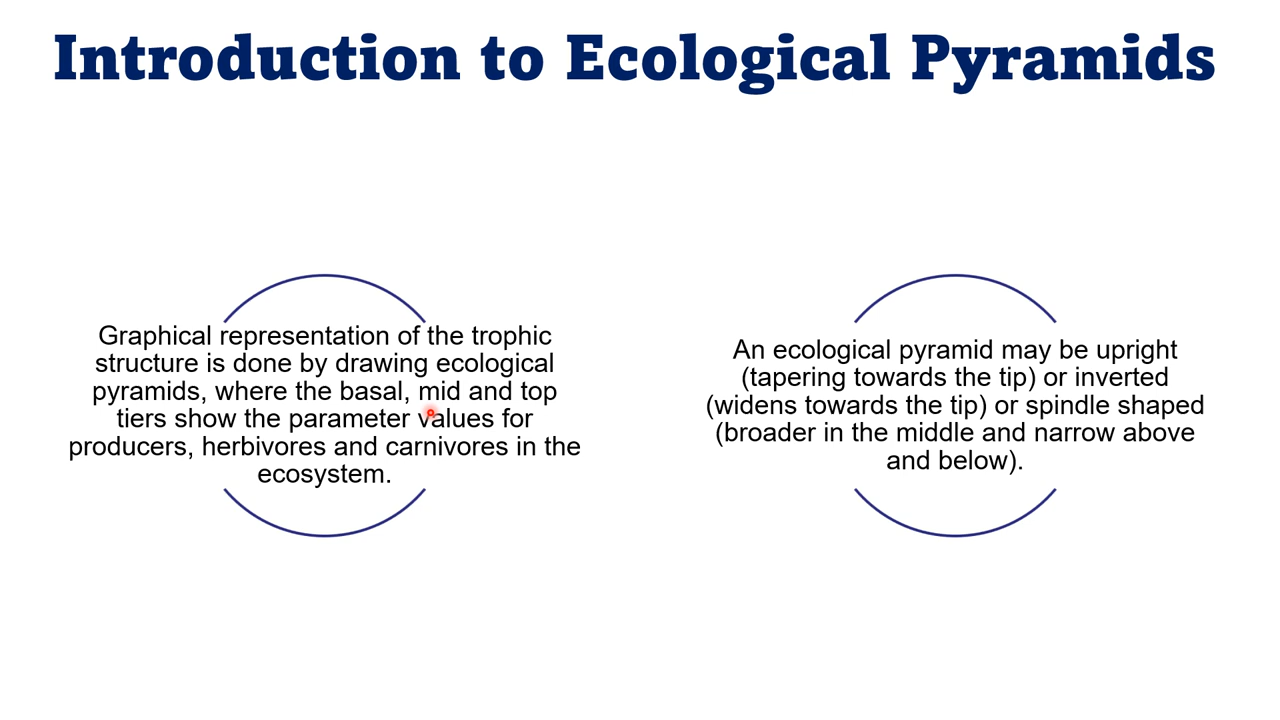 Introduction to Ecological Pyramids
Graphical representation of the trophic
structure is done by drawing ecological
pyramids, where the basal, mid and top
tiers show the parameter values for
producers, herbivores and carnivores in the
ecosystem.
An ecological pyramid may be upright
(tapering towards the tip) or inverted
(widens towards the tip) or spindle shaped
(broader in the middle and narrow above
and below).